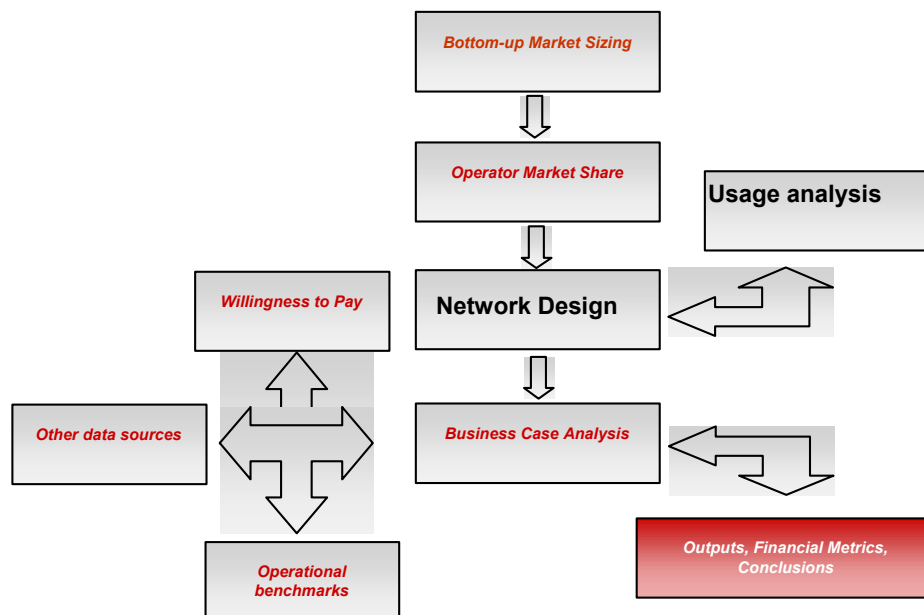 Bottom-up Market Sizing
Operator Market Share
Usage analysis
Willingness to Pay
Network Design
Other data sources
Business Case Analysis
Operational
benchmarks
Outputs, Financial Metrics,
Conclusions